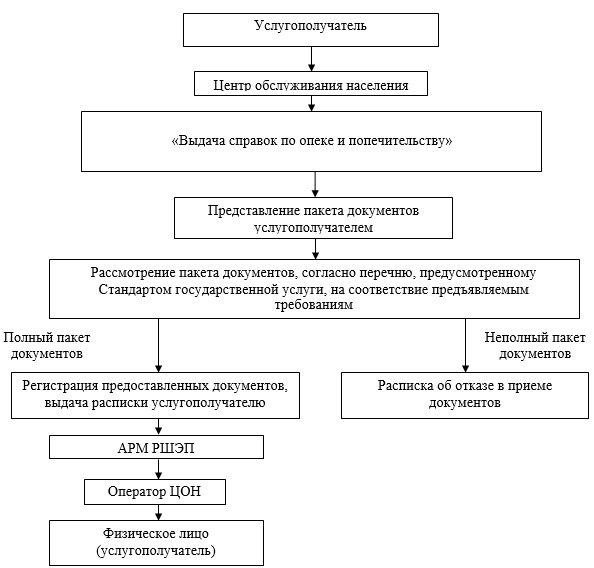 Услугополучатель
Центр обслуживания населения
«Выдача справок по опеке и попечительству»
Представление пакета документов
услугополучателем
Рассмотрение пакета документов, согласно перечню, предусмотренному
Стандартом государственной услуги, на соответствие предъявляемым
требованиям
Полный пакет
документов
Неполный пакет
документов
Регистрация предоставленных документов,
выдача расписки услугополучателю
Расписка об отказе в приеме
документов
АРМ РШЭП
Оператор ЦОН
Физическое лицо
(услугополучатель)